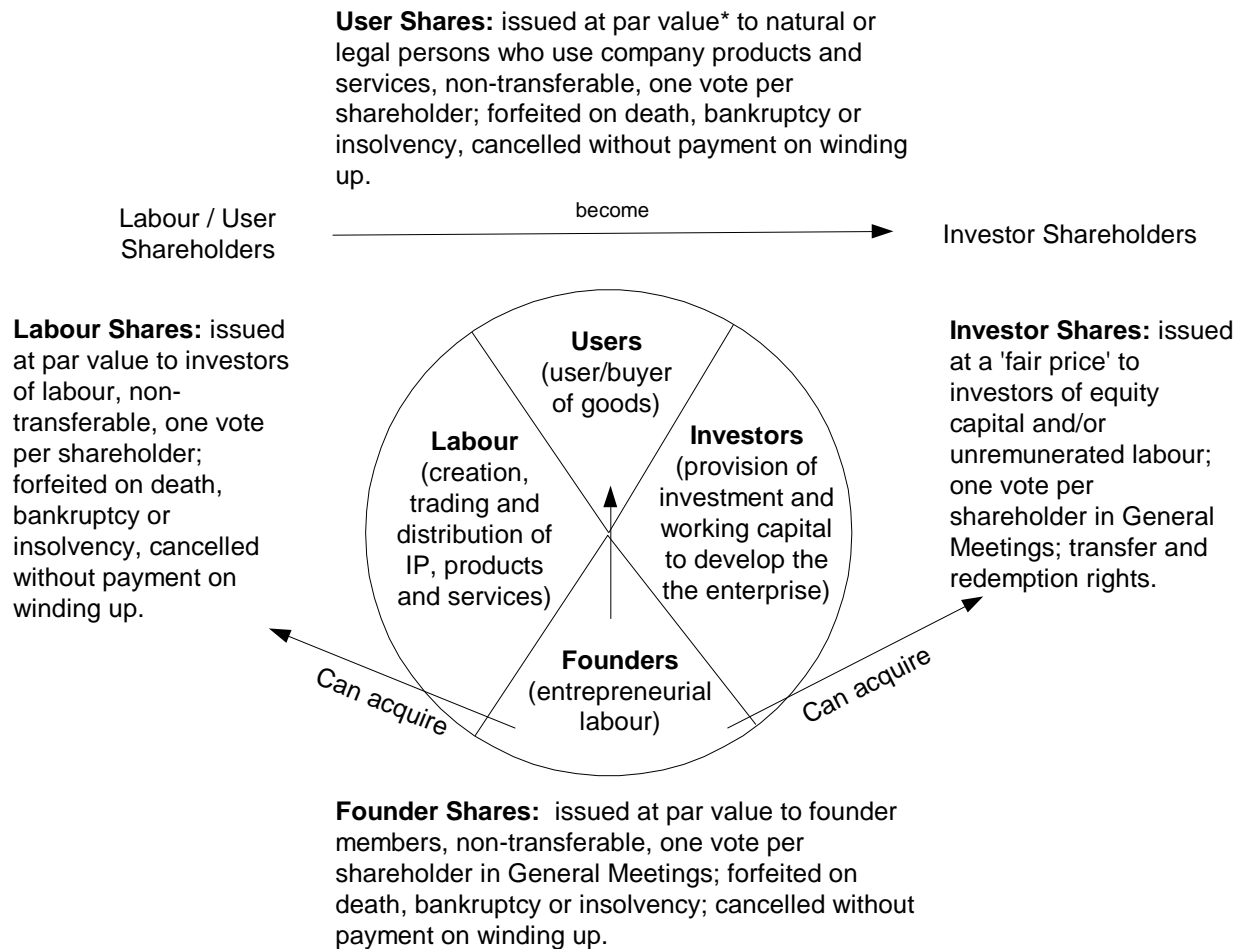 User Shares: issued at par value* to natural or
legal persons who use company products and
services, non-transferable, one vote per
shareholder; forfeited on death, bankruptcy or
insolvency, cancelled without payment on winding
up.
Labour / User
Shareholders
become
Investor Shareholders
Labour Shares: issued
at par value to investors
of labour, non-
transferable, one vote
per shareholder;
forfeited on death,
bankruptcy or
insolvency, cancelled
without payment on
winding up.
Users
(user/buyer
of goods)
Labour
(creation,
trading and
distribution of
IP, products
and services)
Investors
(provision of
investment and
working capital
to develop the
the enterprise)
Investor Shares: issued
at a 'fair price' to
investors of equity
capital and/or
unremunerated labour;
one vote per
shareholder in General
Meetings; transfer and
redemption rights.
Founders
(entrepreneurial
labour)
Can acquire
Can acquire
Founder Shares:  issued at par value to founder
members, non-transferable, one vote per
shareholder in General Meetings; forfeited on
death, bankruptcy or insolvency; cancelled without
payment on winding up.